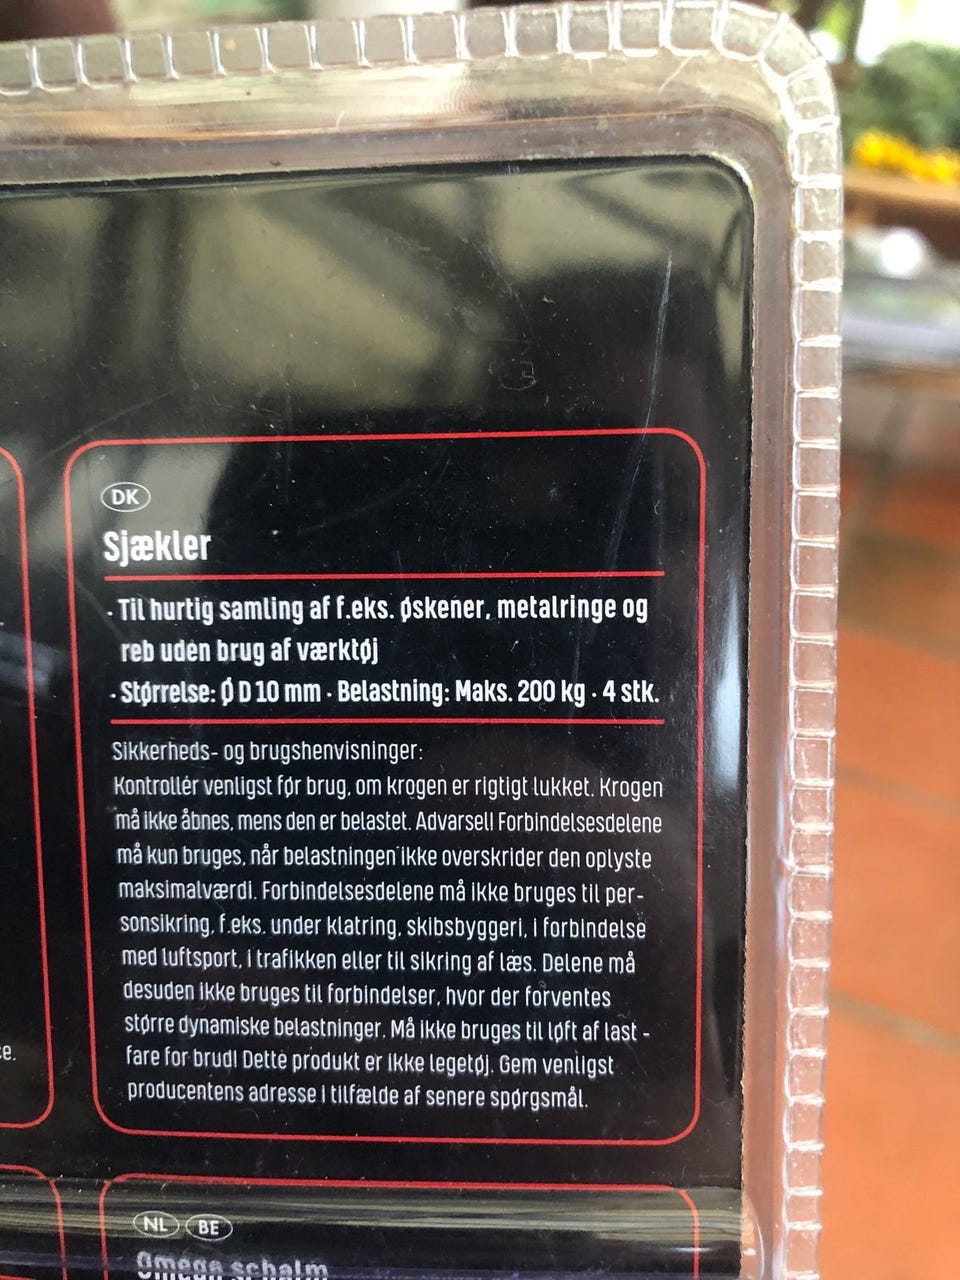 DK
Sjækler
· Til hurtig samling af f.eks. øskener, metalringe og
reb uden brug af værktøj
· Størrelse: Ø D 10 mm · Belastning: Maks. 200 kg · 4 stk.
Sikkerheds- og brugshenvisninger:
Kontrollér venligst før brug, om krogen er rigtigt lukket. Krogen
må ikke åbnes, mens den er belastet. Advarsel! Forbindelsesdelene
må kun bruges, når belastningen ikke overskrider den oplyste
maksimalværdi. Forbindelsesdelene må ikke bruges til per-
sonsikring, f.eks. under klatring, skibsbyggeri, i forbindelse
med luftsport, i trafikken eller til sikring af læs. Delene må
desuden ikke bruges til forbindelser, hvor der forventes
større dynamiske belastninger. Må ikke bruges til løft af last -
fare for brud! Dette produkt er ikke legetøj. Gem venligst
producentens adresse i tilfælde af senere spørgsmål.
NL BE
Omega schalm